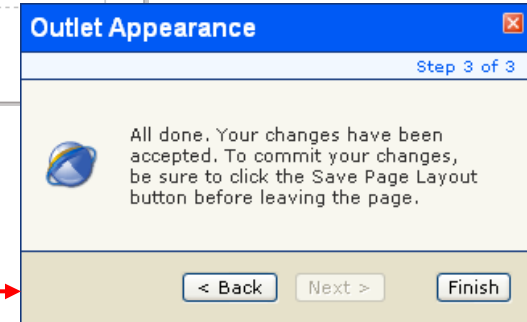 Outlet Appearance
Step 3 of 3
All done. Your changes have been
accepted. To commit your changes,
be sure to click the Save Page Layout
button before leaving the page.
< Back Next > Finish